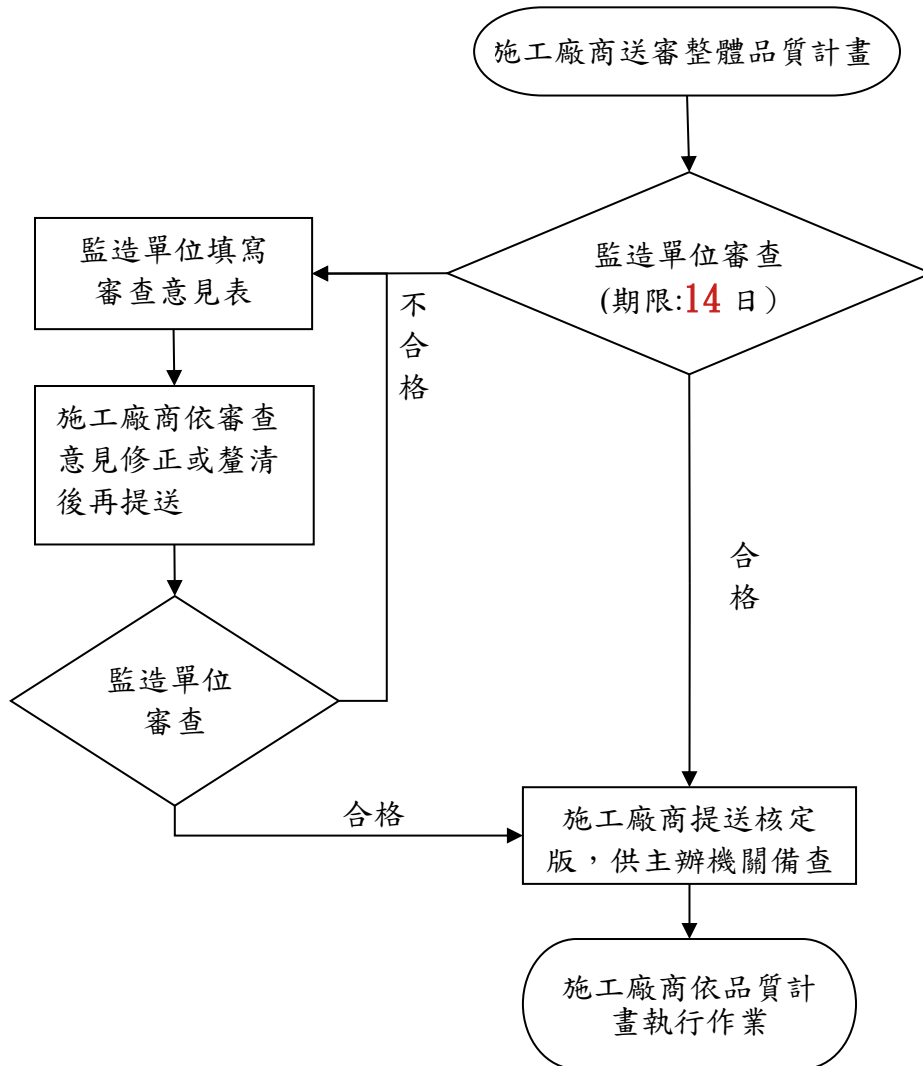 施工廠商送審整體品質計畫
監造單位審查
(期限:14 日)
監造單位填寫
審查意見表
不
合
格
施工廠商依審查
意見修正或釐清
後再提送
合
格
監造單位
審查
合格
施工廠商提送核定
版，供主辦機關備查
施工廠商依品質計
畫執行作業